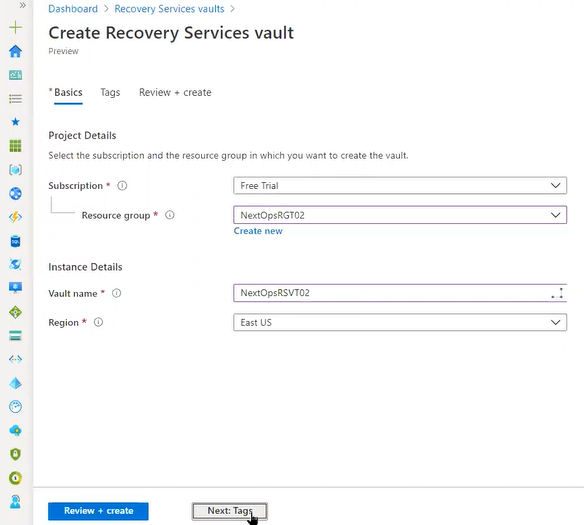 Dashboard > Recovery Services vaults >
Create Recovery Services vault
Preview
* Basics Tags Review + create
Project Details
Select the subscription and the resource group in which you want to create the vault.
Subscription * Free Trial
Resource group * NextOpsRGT02
Create new
Instance Details
Vault name * NextOpsRSVT02
Region * East US
Review + create Next: Tags